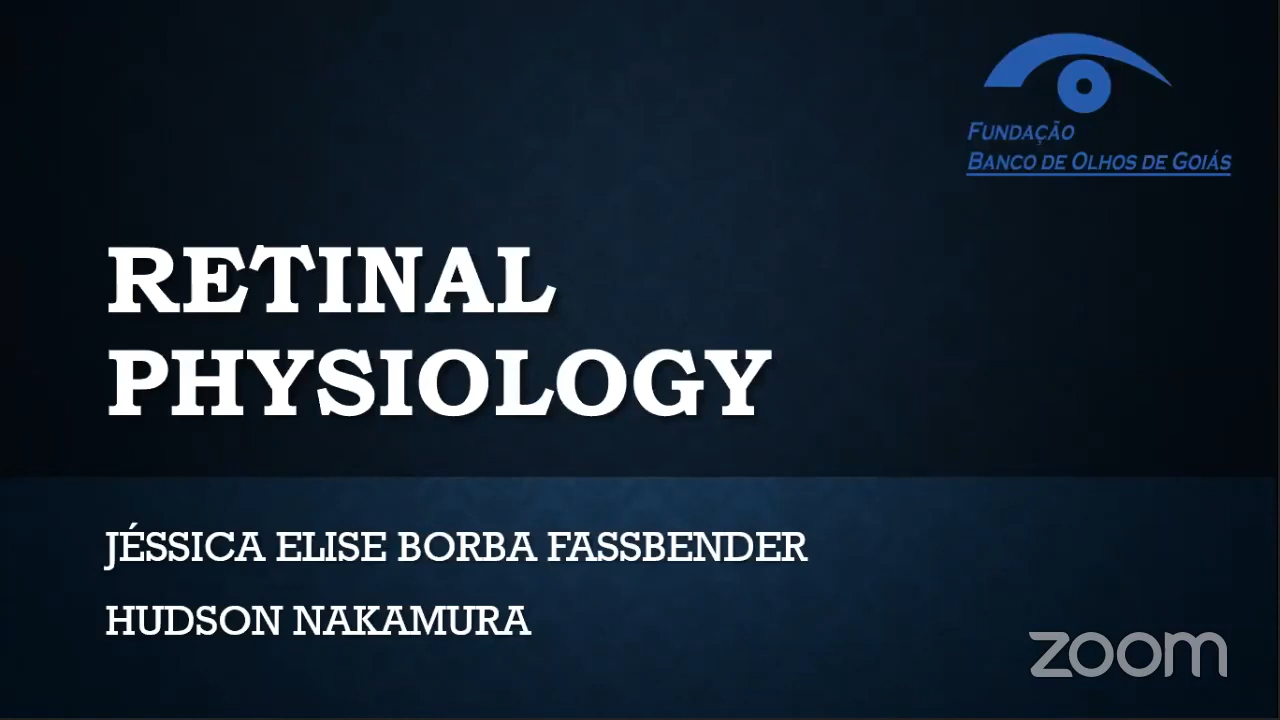 FUNDAÇÃO
BANCO DE OLHOS DE GOIÁS
RETINAL
PHYSIOLOGY
JÉSSICA ELISE BORBA FASSBENDER
HUDSON NAKAMURA
zoom